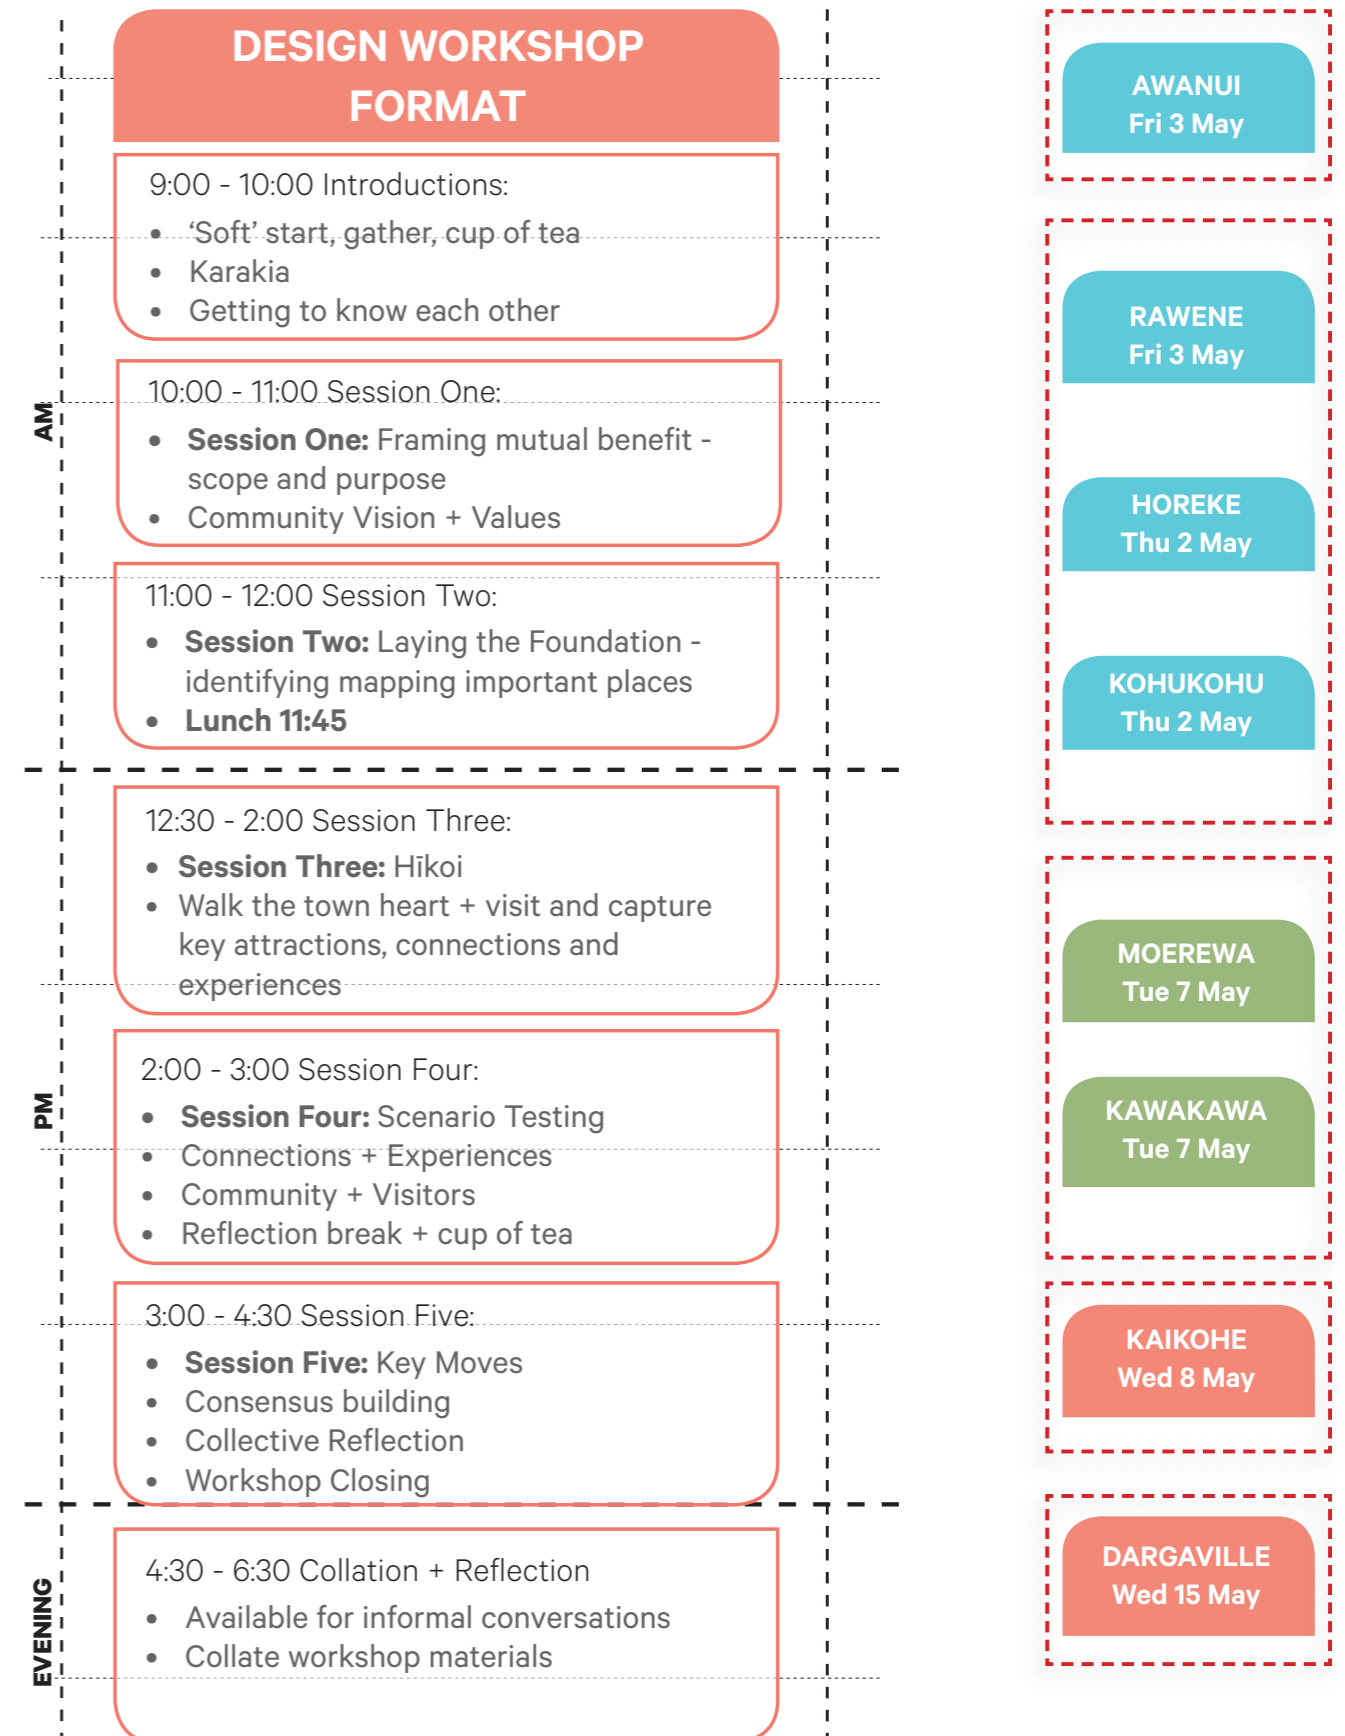 DESIGN WORKSHOP
FORMAT
AM
9:00 - 10:00 Introductions:
• ‘Soft’ start, gather, cup of tea
• Karakia
• Getting to know each other
10:00 - 11:00 Session One:
• Session One: Framing mutual benefit -
scope and purpose
• Community Vision + Values
11:00 - 12:00 Session Two:
• Session Two: Laying the Foundation -
identifying mapping important places
• Lunch 11:45
PM
12:30 - 2:00 Session Three:
• Session Three: Hīkoi
• Walk the town heart + visit and capture
key attractions, connections and
experiences
2:00 - 3:00 Session Four:
• Session Four: Scenario Testing
• Connections + Experiences
• Community + Visitors
• Reflection break + cup of tea
3:00 - 4:30 Session Five:
• Session Five: Key Moves
• Consensus building
• Collective Reflection
• Workshop Closing
EVENING
4:30 - 6:30 Collation + Reflection
• Available for informal conversations
• Collate workshop materials
AWANUI
Fri 3 May
RAWENE
Fri 3 May
HOREKE
Thu 2 May
KOHUKOHU
Thu 2 May
MOEREWA
Tue 7 May
KAWAKAWA
Tue 7 May
KAIKOHE
Wed 8 May
DARGAVILLE
Wed 15 May